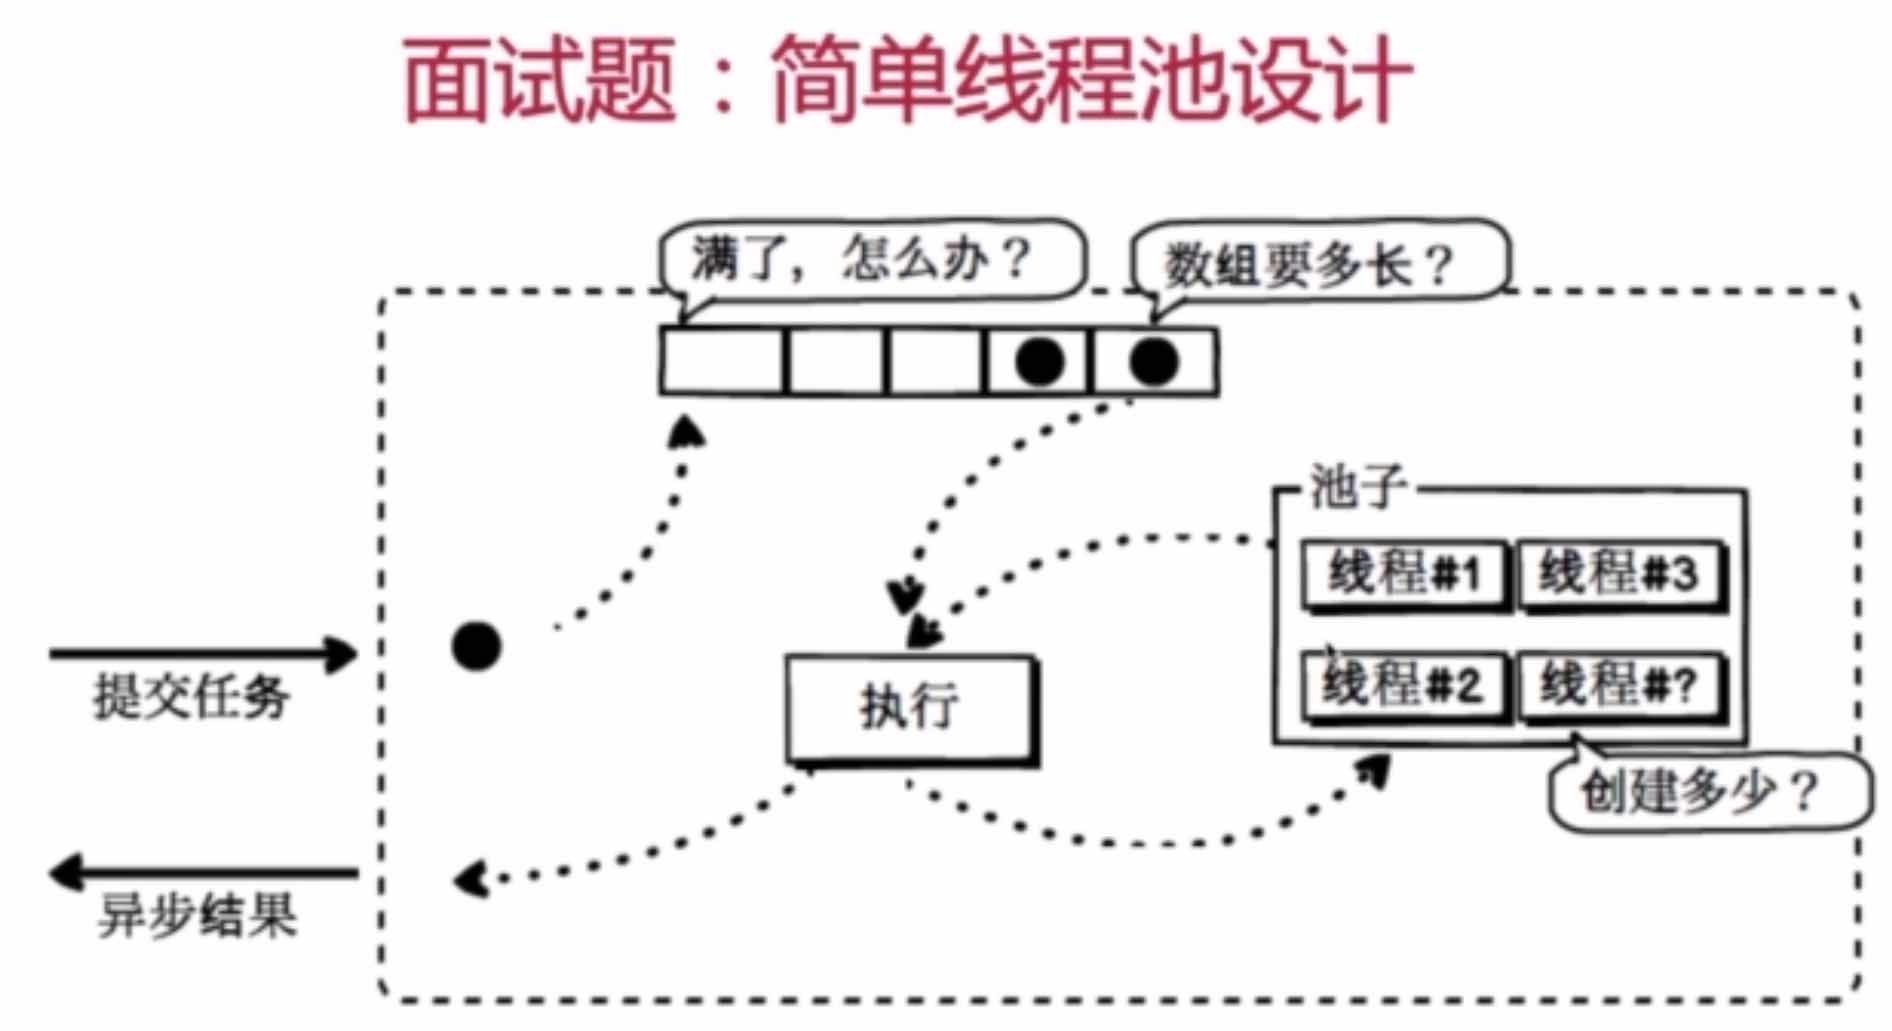 面试题：简单线程池设计
满了，怎么办？
数组要多长？
池子
线程#1
线程#3
线程#2
线程#?
创建多少？
执行
提交任务
异步结果